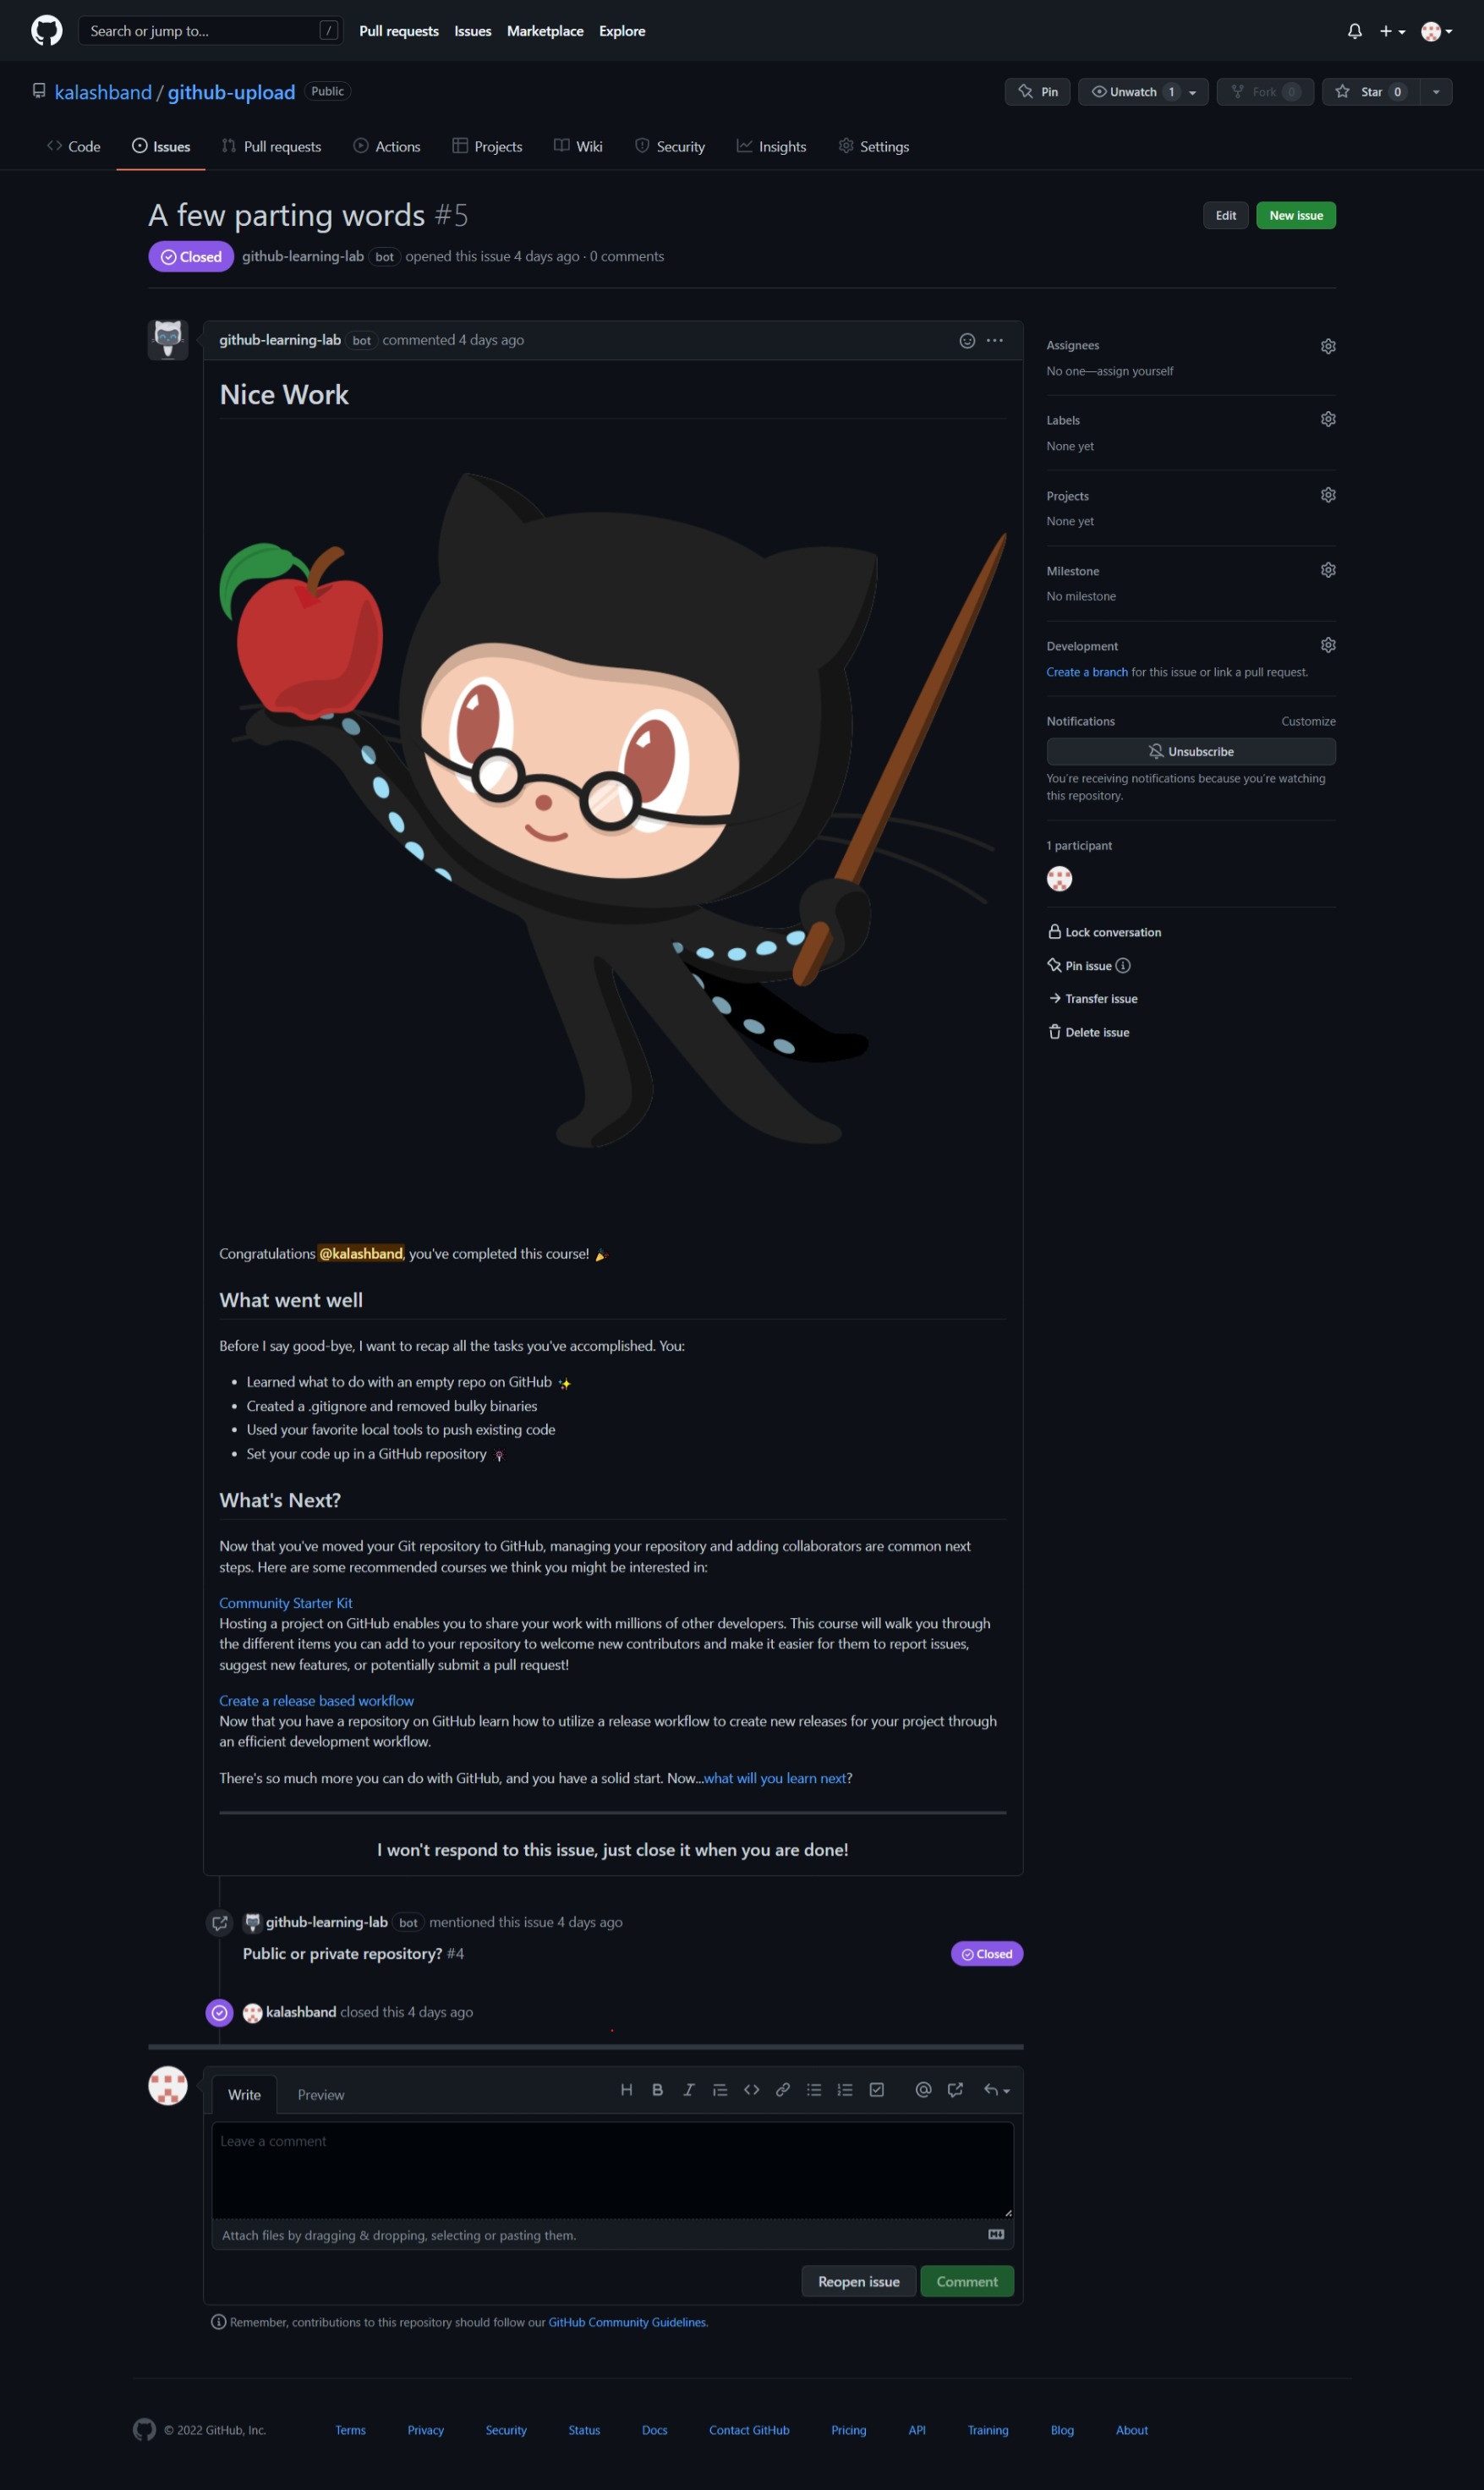 Search or jump to... /
Pull requests Issues Marketplace Explore
kalashband / github-upload Public
Pin Unwatch 1 Fork 0 Star 0
Code Issues Pull requests Actions Projects Wiki Security Insights Settings
A few parting words #5
Edit New issue
Closed github-learning-lab bot opened this issue 4 days ago · 0 comments
github-learning-lab bot commented 4 days ago
Nice Work
Congratulations @kalashband, you've completed this course!
What went well
Before I say good-bye, I want to recap all the tasks you've accomplished. You:
• Learned what to do with an empty repo on GitHub
• Created a .gitignore and removed bulky binaries
• Used your favorite local tools to push existing code
• Set your code up in a GitHub repository
What's Next?
Now that you've moved your Git repository to GitHub, managing your repository and adding collaborators are common next
steps. Here are some recommended courses we think you might be interested in:
Community Starter Kit
Hosting a project on GitHub enables you to share your work with millions of other developers. This course will walk you through
the different items you can add to your repository to welcome new contributors and make it easier for them to report issues,
suggest new features, or potentially submit a pull request!
Create a release based workflow
Now that you have a repository on GitHub learn how to utilize a release workflow to create new releases for your project through
an efficient development workflow.
There's so much more you can do with GitHub, and you have a solid start. Now...what will you learn next?
I won't respond to this issue, just close it when you are done!
github-learning-lab bot mentioned this issue 4 days ago
Public or private repository? #4
Closed
kalashband closed this 4 days ago
Write Preview
Leave a comment
Attach files by dragging & dropping, selecting or pasting them.
Reopen issue Comment
Remember, contributions to this repository should follow our GitHub Community Guidelines.
Assignees
No one—assign yourself
Labels
None yet
Projects
None yet
Milestone
No milestone
Development
Create a branch for this issue or link a pull request.
Notifications Customize
Unsubscribe
You're receiving notifications because you're watching
this repository.
1 participant
Lock conversation
Pin issue
Transfer issue
Delete issue
© 2022 GitHub, Inc. Terms Privacy Security Status Docs Contact GitHub Pricing API Training Blog About